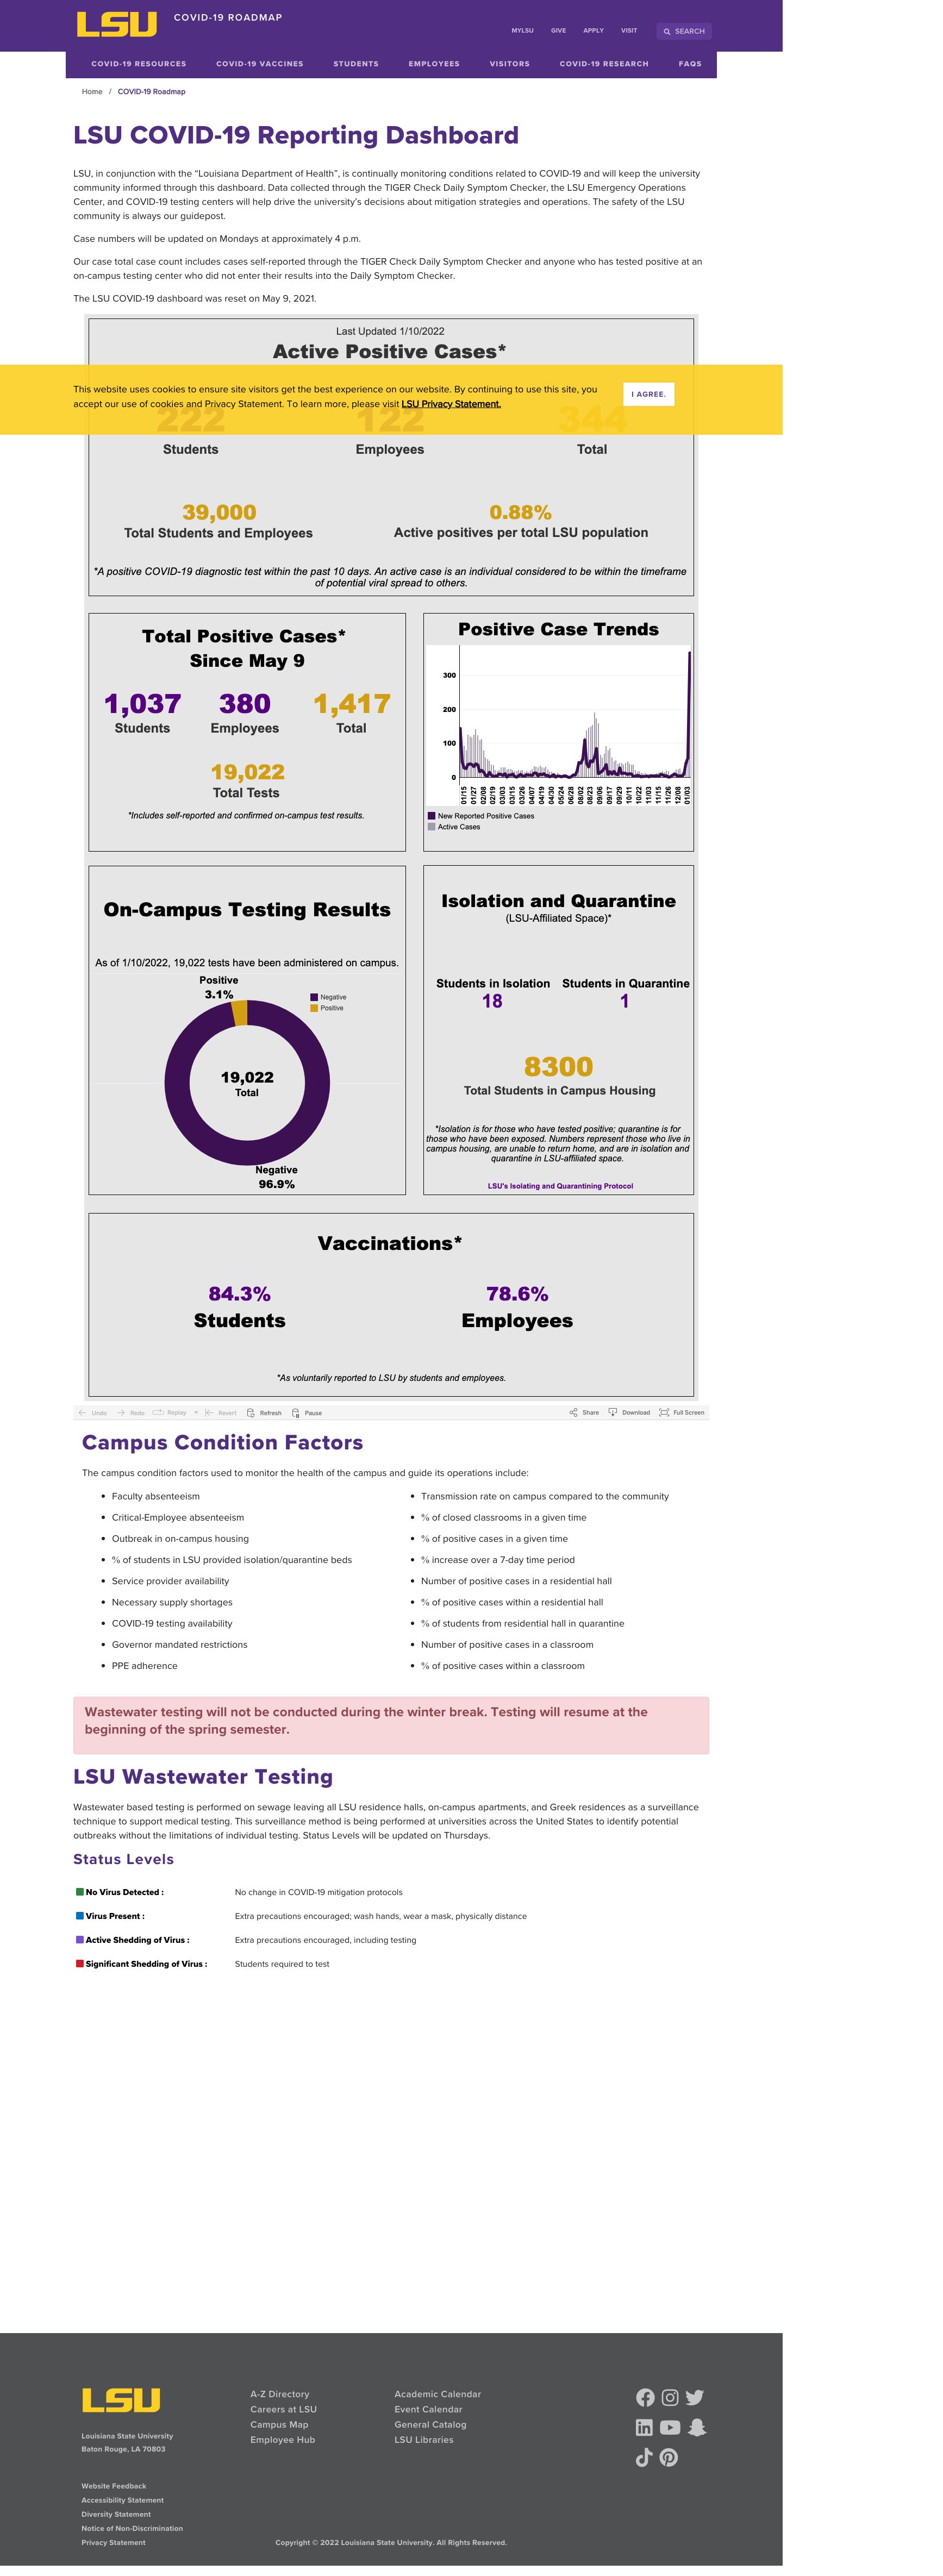 LSU
COVID-19 ROADMAP
MYLSU GIVE APPLY VISIT SEARCH
COVID-19 RESOURCES COVID-19 VACCINES STUDENTS EMPLOYEES VISITORS COVID-19 RESEARCH FAQS
Home / COVID-19 Roadmap
LSU COVID-19 Reporting Dashboard
LSU, in conjunction with the “Louisiana Department of Health”, is continually monitoring conditions related to COVID-19 and will keep the university
community informed through this dashboard. Data collected through the TIGER Check Daily Symptom Checker, the LSU Emergency Operations
Center, and COVID-19 testing centers will help drive the university’s decisions about mitigation strategies and operations. The safety of the LSU
community is always our guidepost.
Case numbers will be updated on Mondays at approximately 4 p.m.
Our case total case count includes cases self-reported through the TIGER Check Daily Symptom Checker and anyone who has tested positive at an
on-campus testing center who did not enter their results into the Daily Symptom Checker.
The LSU COVID-19 dashboard was reset on May 9, 2021.
Last Updated 1/10/2022
Active Positive Cases*
This website uses cookies to ensure site visitors get the best experience on our website. By continuing to use this site, you
accept our use of cookies and Privacy Statement. To learn more, please visit LSU Privacy Statement.
I AGREE.
222 122 344
Students Employees Total
39,000 0.88%
Total Students and Employees Active positives per total LSU population
*A positive COVID-19 diagnostic test within the past 10 days. An active case is an individual considered to be within the timeframe
of potential viral spread to others.
Total Positive Cases*
Since May 9
1,037 380 1,417
Students Employees Total
19,022
Total Tests
*Includes self-reported and confirmed on-campus test results.
Positive Case Trends
300
200
100
0
01/15 01/27 02/08 02/19 03/03 03/15 03/26 04/07 04/19 04/30 05/24 06/28 08/02 08/23 09/06 09/17 09/29 10/11 10/22 11/03 11/15 11/26 12/08 01/03
New Reported Positive Cases
Active Cases
On-Campus Testing Results
As of 1/10/2022, 19,022 tests have been administered on campus.
Positive
3.1%
Negative
Positive
19,022
Total
Negative
96.9%
Isolation and Quarantine
(LSU-Affiliated Space)*
Students in Isolation Students in Quarantine
18 1
8300
Total Students in Campus Housing
*Isolation is for those who have tested positive; quarantine is for
those who have been exposed. Numbers represent those who live in
campus housing, are unable to return home, and are in isolation and
quarantine in LSU-affiliated space.
LSU's Isolating and Quarantining Protocol
Vaccinations*
84.3% 78.6%
Students Employees
*As voluntarily reported to LSU by students and employees.
Undo Redo Replay Revert Refresh Pause Share Download Full Screen
Campus Condition Factors
The campus condition factors used to monitor the health of the campus and guide its operations include:
• Faculty absenteeism
• Critical-Employee absenteeism
• Outbreak in on-campus housing
• % of students in LSU provided isolation/quarantine beds
• Service provider availability
• Necessary supply shortages
• COVID-19 testing availability
• Governor mandated restrictions
• PPE adherence
• Transmission rate on campus compared to the community
• % of closed classrooms in a given time
• % of positive cases in a given time
• % increase over a 7-day time period
• Number of positive cases in a residential hall
• % of positive cases within a residential hall
• % of students from residential hall in quarantine
• Number of positive cases in a classroom
• % of positive cases within a classroom
Wastewater testing will not be conducted during the winter break. Testing will resume at the
beginning of the spring semester.
LSU Wastewater Testing
Wastewater based testing is performed on sewage leaving all LSU residence halls, on-campus apartments, and Greek residences as a surveillance
technique to support medical testing. This surveillance method is being performed at universities across the United States to identify potential
outbreaks without the limitations of individual testing. Status Levels will be updated on Thursdays.
Status Levels
No Virus Detected : No change in COVID-19 mitigation protocols
Virus Present : Extra precautions encouraged; wash hands, wear a mask, physically distance
Active Shedding of Virus : Extra precautions encouraged, including testing
Significant Shedding of Virus : Students required to test
LSU
Louisiana State University
Baton Rouge, LA 70803
A-Z Directory
Careers at LSU
Campus Map
Employee Hub
Academic Calendar
Event Calendar
General Catalog
LSU Libraries
Website Feedback
Accessibility Statement
Diversity Statement
Notice of Non-Discrimination
Privacy Statement
Copyright © 2022 Louisiana State University. All Rights Reserved.